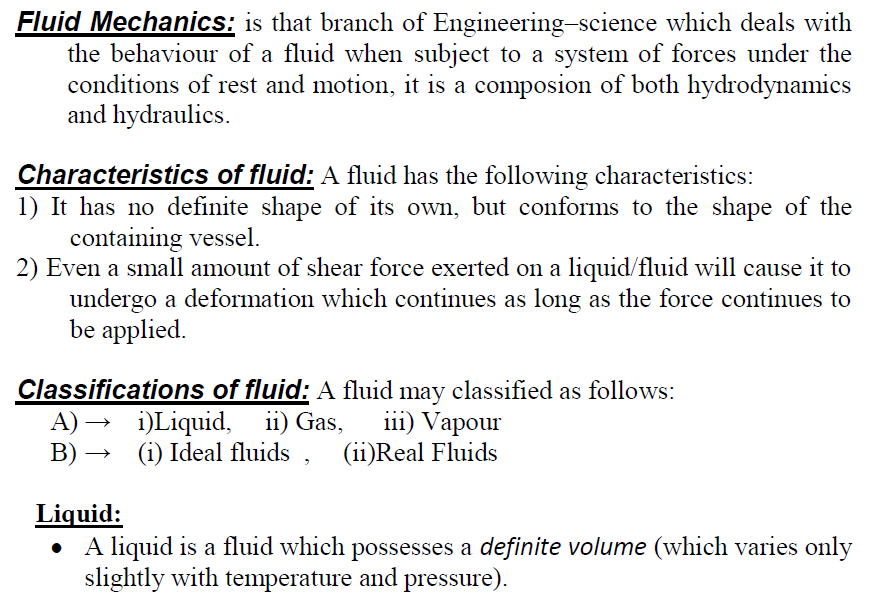 Fluid Mechanics: is that branch of Engineering–science which deals with
the behaviour of a fluid when subject to a system of forces under the
conditions of rest and motion, it is a composion of both hydrodynamics
and hydraulics.
Characteristics of fluid: A fluid has the following characteristics:
1) It has no definite shape of its own, but conforms to the shape of the
containing vessel.
2) Even a small amount of shear force exerted on a liquid/fluid will cause it to
undergo a deformation which continues as long as the force continues to
be applied.
Classifications of fluid: A fluid may classified as follows:
A) → i)Liquid, ii) Gas, iii) Vapour
B) → (i) Ideal fluids , (ii)Real Fluids
Liquid:
• A liquid is a fluid which possesses a definite volume (which varies only
slightly with temperature and pressure).